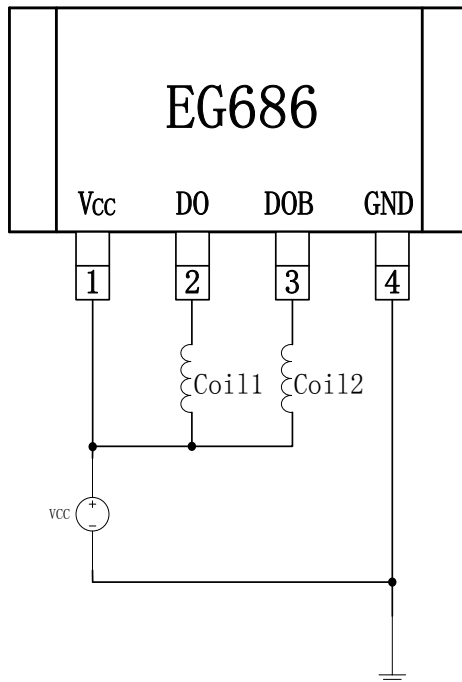 EG686
Vcc DO DOB GND
1 2 3 4
Coil1 Coil2
VCC
+
-